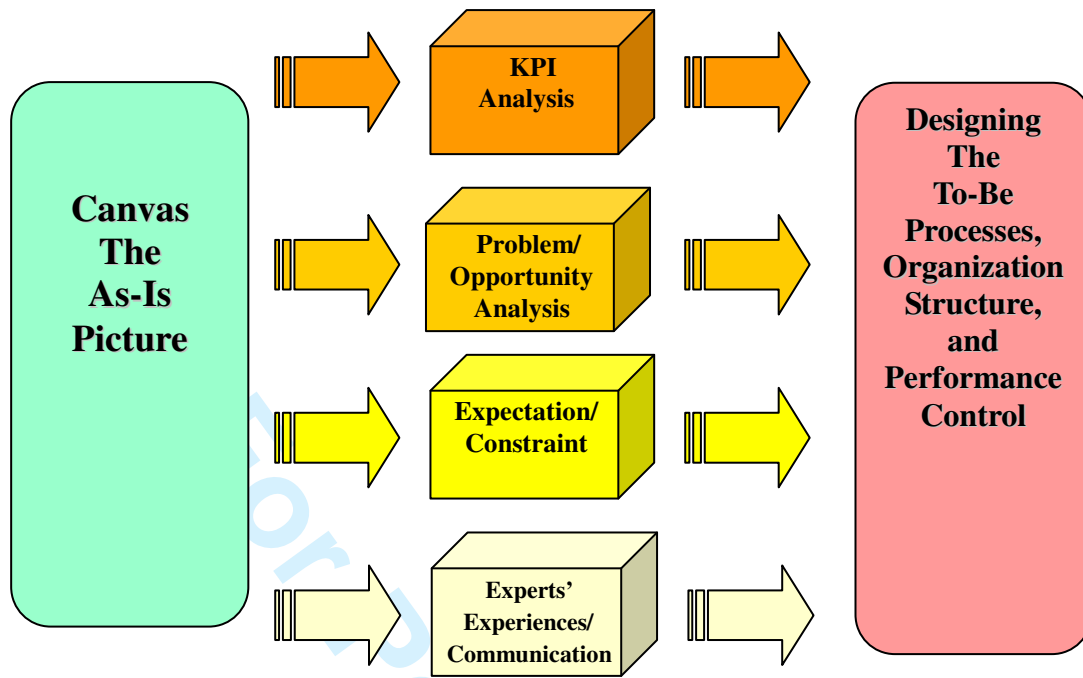 Canvas
The
As-Is
Picture
KPI
Analysis
Problem/
Opportunity
Analysis
Expectation/
Constraint
Experts'
Experiences/
Communication
Designing
The
To-Be
Processes,
Organization
Structure,
and
Performance
Control
For